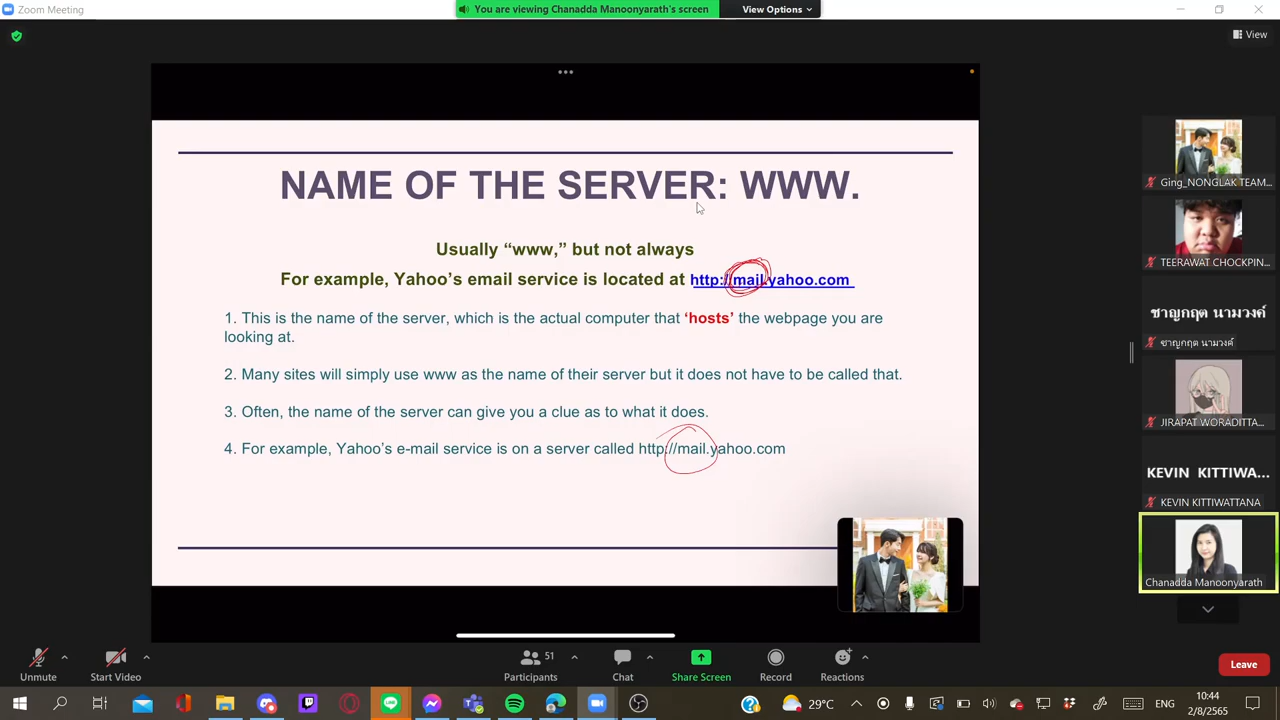 Zoom Meeting
You are viewing Chanadda Manoonyarath's screen
View Options
View
NAME OF THE SERVER: WWW.
Usually “www,” but not always
For example, Yahoo’s email service is located at http://mail.yahoo.com
1. This is the name of the server, which is the actual computer that ‘hosts’ the webpage you are
looking at.
2. Many sites will simply use www as the name of their server but it does not have to be called that.
3. Often, the name of the server can give you a clue as to what it does.
4. For example, Yahoo’s e-mail service is on a server called http://mail.yahoo.com
Ging_NONGLAK TEAM...
TEERAWAT CHOCKPIN...
ชาญกฤต นามวงค์
ชาญกฤต นามวงค์
JIRAPAT WORADITTA...
KEVIN KITTIWA...
KEVIN KITTIWATTANA
Chanadda Manoonyarath
Unmute
Start Video
51
Participants
Chat
Share Screen
Record
Reactions
Leave
29°C
ENG
10:44
2/8/2565